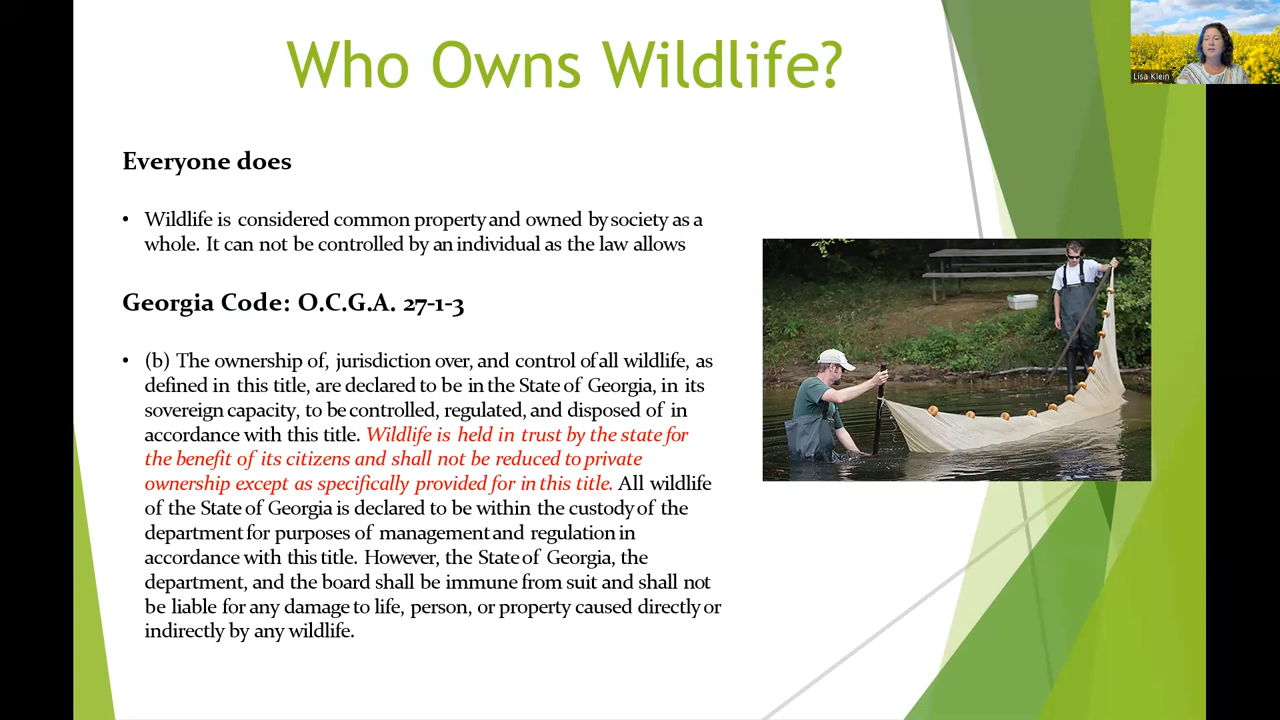 Who Owns Wildlife?
Lisa Klein
Everyone does
• Wildlife is considered common property and owned by society as a
whole. It can not be controlled by an individual as the law allows
Georgia Code: O.C.G.A. 27-1-3
• (b) The ownership of, jurisdiction over, and control of all wildlife, as
defined in this title, are declared to be in the State of Georgia, in its
sovereign capacity, to be controlled, regulated, and disposed of in
accordance with this title. Wildlife is held in trust by the state for
the benefit of its citizens and shall not be reduced to private
ownership except as specifically provided for in this title. All wildlife
of the State of Georgia is declared to be within the custody of the
department for purposes of management and regulation in
accordance with this title. However, the State of Georgia, the
department, and the board shall be immune from suit and shall not
be liable for any damage to life, person, or property caused directly or
indirectly by any wildlife.